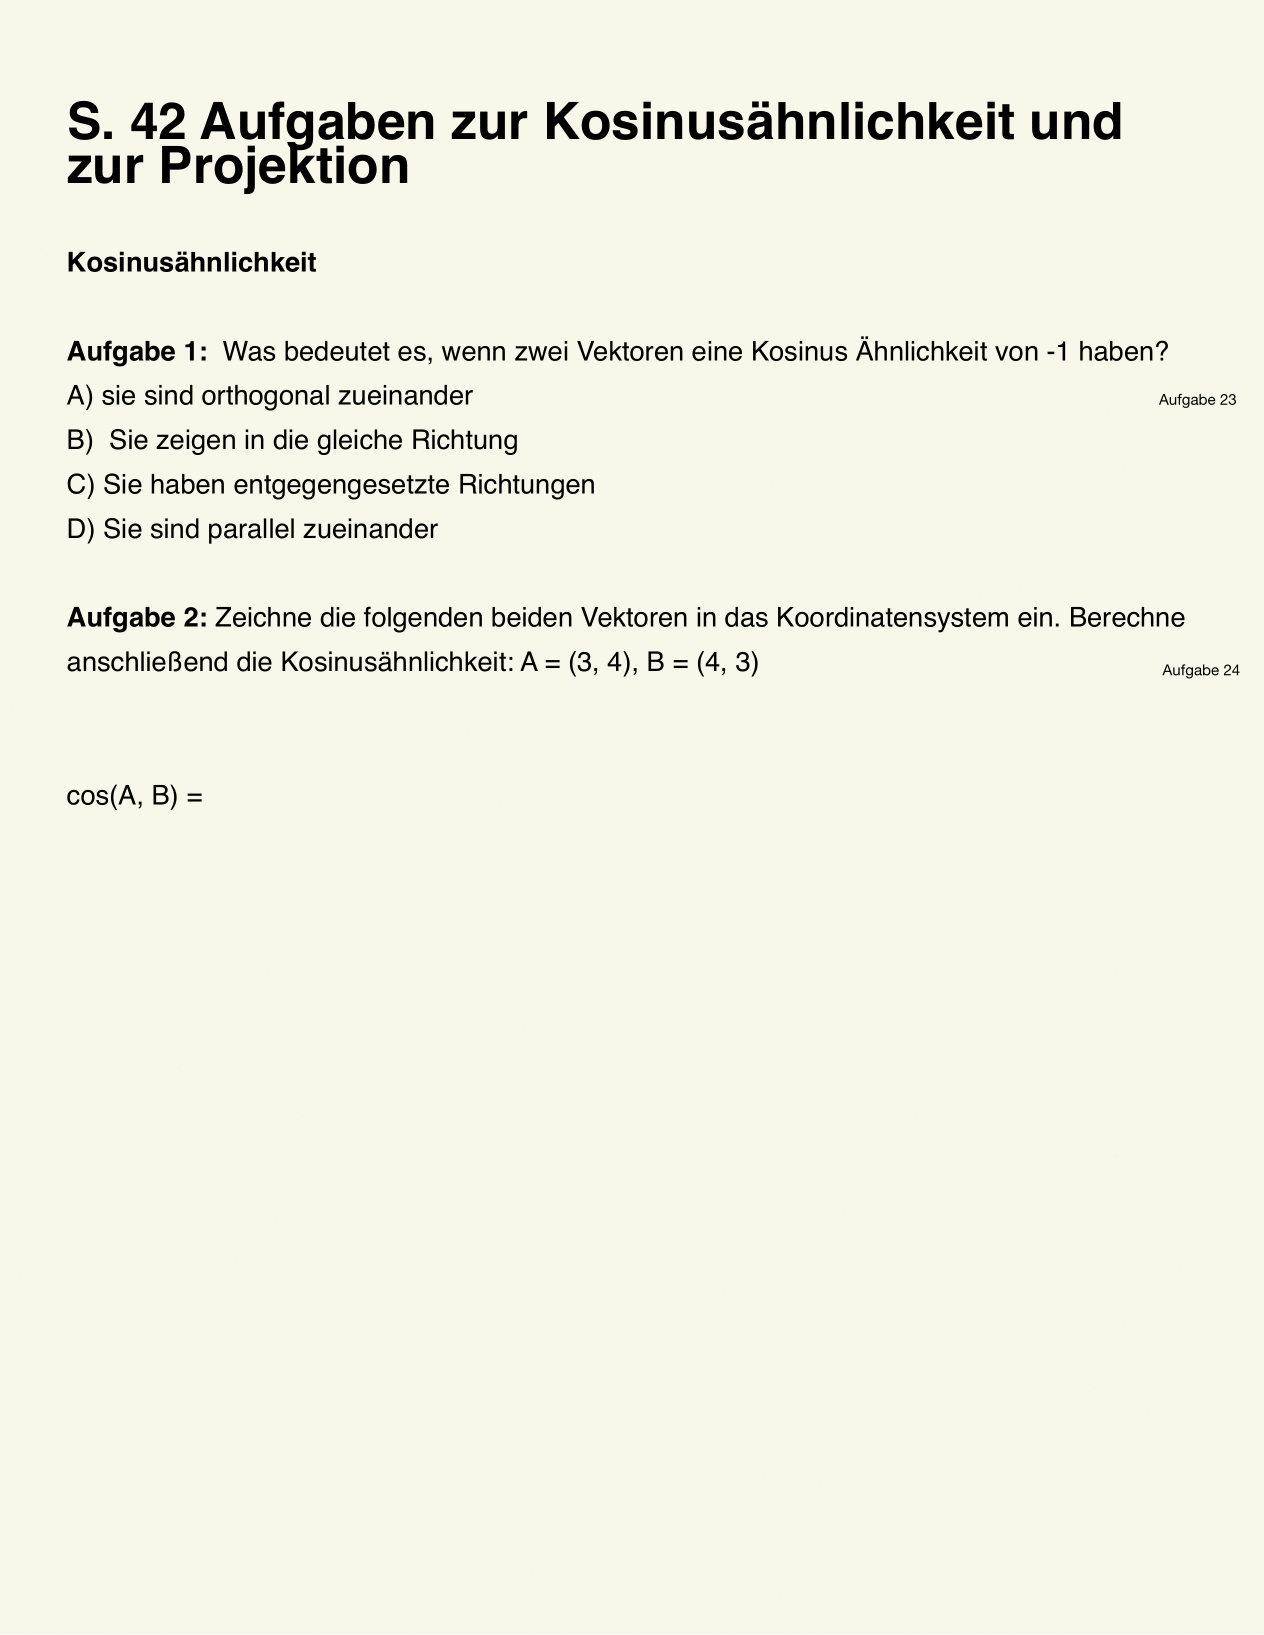 S. 42 Aufgaben zur Kosinusähnlichkeit und
zur Projektion
Kosinusähnlichkeit
Aufgabe 1:  Was bedeutet es, wenn zwei Vektoren eine Kosinus Ähnlichkeit von -1 haben?
A) sie sind orthogonal zueinander
Aufgabe 23
B)  Sie zeigen in die gleiche Richtung
C) Sie haben entgegengesetzte Richtungen
D) Sie sind parallel zueinander
Aufgabe 2: Zeichne die folgenden beiden Vektoren in das Koordinatensystem ein. Berechne
anschließend die Kosinusähnlichkeit: A = (3, 4), B = (4, 3)
Aufgabe 24
cos(A, B) =